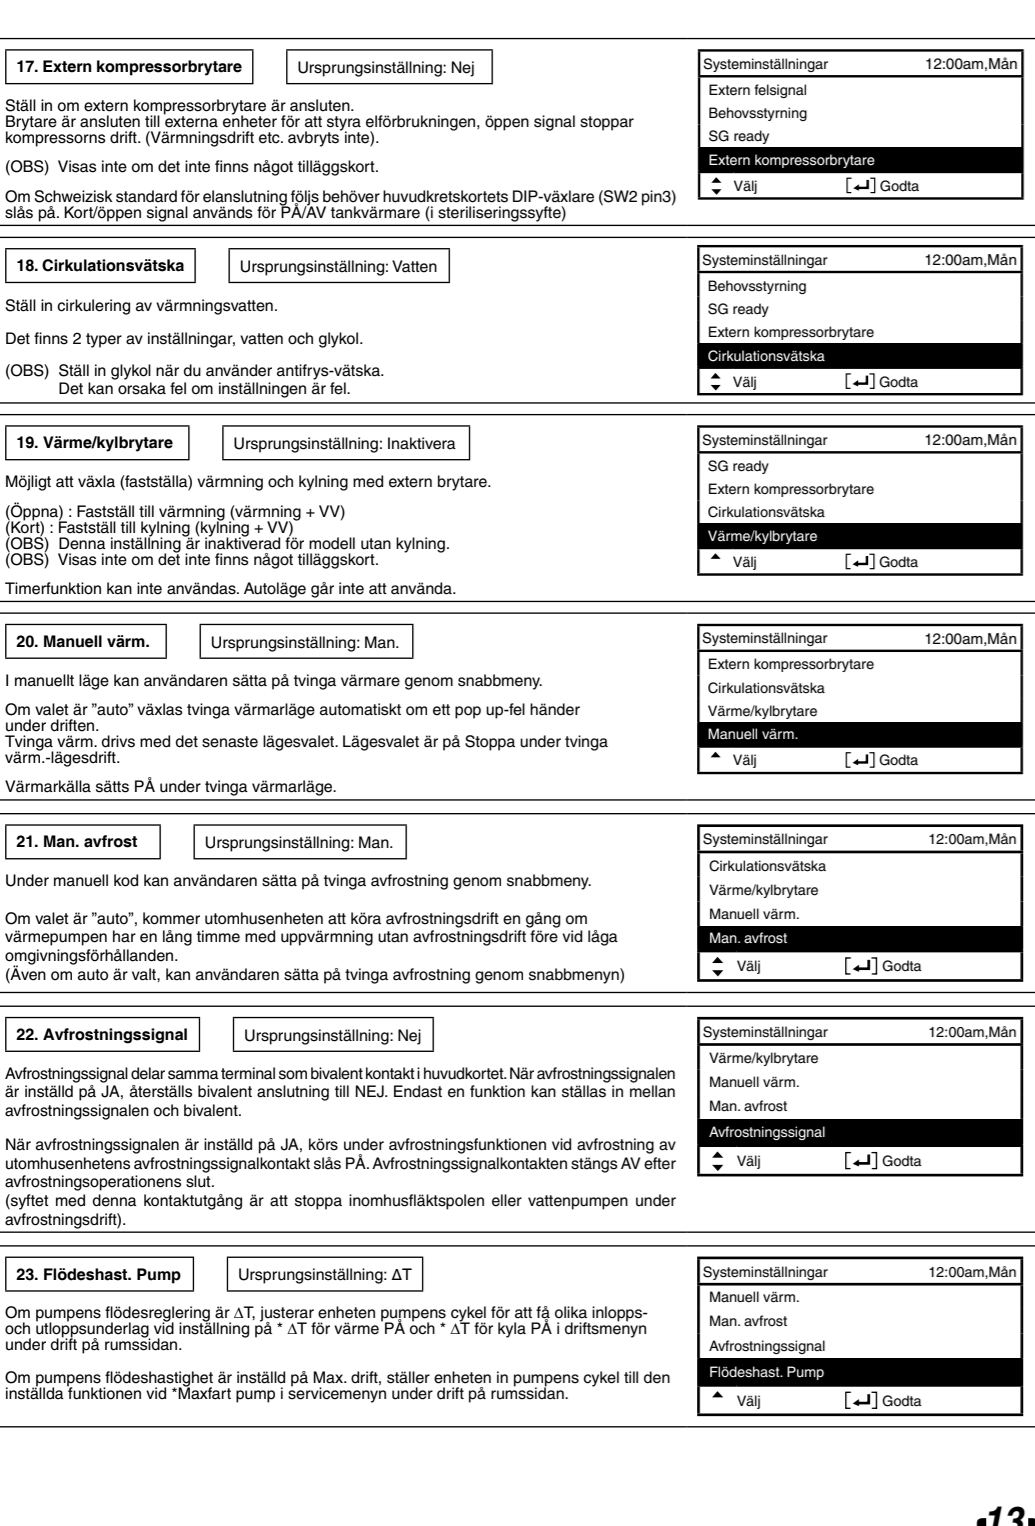 17. Extern kompressorbrytare
Ursprungsinställning: Nej
Ställ in om extern kompressorbrytare är ansluten.
Brytare är ansluten till externa enheter för att styra elförbrukningen, öppen signal stoppar
kompressorns drift. (Värmningsdrift etc. avbryts inte).
(OBS) Visas inte om det inte finns något tilläggskort.
Om Schweizisk standard för elanslutning följs behöver huvudkretskortets DIP-växlare (SW2 pin3)
slås på. Kort/öppen signal används för PÅ/AV tankvärmare (i steriliseringssyfte)
Systeminställningar 12:00am,Mån
Extern felsignal
Behovsstyrning
SG ready
Extern kompressorbrytare
Välj [↵] Godta
18. Cirkulationsvätska
Ursprungsinställning: Vatten
Ställ in cirkulering av värmningsvatten.
Det finns 2 typer av inställningar, vatten och glykol.
(OBS) Ställ in glykol när du använder antifrys-vätska.
Det kan orsaka fel om inställningen är fel.
Systeminställningar 12:00am,Mån
Behovsstyrning
SG ready
Extern kompressorbrytare
Cirkulationsvätska
Välj [↵] Godta
19. Värme/kylbrytare
Ursprungsinställning: Inaktivera
Möjligt att växla (fastställa) värmning och kylning med extern brytare.
(Öppna) : Fastställ till värmning (värmning + VV)
(Kort) : Fastställ till kylning (kylning + VV)
(OBS) Denna inställning är inaktiverad för modell utan kylning.
(OBS) Visas inte om det inte finns något tilläggskort.
Timerfunktion kan inte användas. Autoläge går inte att använda.
Systeminställningar 12:00am,Mån
SG ready
Extern kompressorbrytare
Cirkulationsvätska
Värme/kylbrytare
Välj [↵] Godta
20. Manuell värm.
Ursprungsinställning: Man.
I manuellt läge kan användaren sätta på tvinga värmare genom snabbmeny.
Om valet är ”auto” växlas tvinga värmarläge automatiskt om ett pop up-fel händer
under driften.
Tvinga värm. drivs med det senaste lägesvalet. Lägesvalet är på Stoppa under tvinga
värm.-lägesdrift.
Värmarkälla sätts PÅ under tvinga värmarläge.
Systeminställningar 12:00am,Mån
Extern kompressorbrytare
Cirkulationsvätska
Värme/kylbrytare
Manuell värm.
Välj [↵] Godta
21. Man. avfrost
Ursprungsinställning: Man.
Under manuell kod kan användaren sätta på tvinga avfrostning genom snabbmeny.
Om valet är ”auto”, kommer utomhusenheten att köra avfrostningsdrift en gång om
värmepumpen har en lång timme med uppvärmning utan avfrostningsdrift före vid låga
omgivningsförhållanden.
(Även om auto är valt, kan användaren sätta på tvinga avfrostning genom snabbmenyn)
Systeminställningar 12:00am,Mån
Cirkulationsvätska
Värme/kylbrytare
Manuell värm.
Man. avfrost
Välj [↵] Godta
22. Avfrostningssignal
Ursprungsinställning: Nej
Avfrostningssignal delar samma terminal som bivalent kontakt i huvudkortet. När avfrostningssignalen
är inställd på JA, återställs bivalent anslutning till NEJ. Endast en funktion kan ställas in mellan
avfrostningssignalen och bivalent.
När avfrostningssignalen är inställd på JA, körs under avfrostningsfunktionen vid avfrostning av
utomhusenhetens avfrostningssignalkontakt slås PÅ. Avfrostningssignalkontakten stängs AV efter
avfrostningsoperationens slut.
(syftet med denna kontaktutgång är att stoppa inomhusfläktspolen eller vattenpumpen under
avfrostningsdrift).
Systeminställningar 12:00am,Mån
Värme/kylbrytare
Manuell värm.
Man. avfrost
Avfrostningssignal
Välj [↵] Godta
23. Flödeshast. Pump
Ursprungsinställning: ΔT
Om pumpens flödesreglering är ΔT, justerar enheten pumpens cykel för att få olika inlopps-
och utloppsunderlag vid inställning på * ΔT för värme PÅ och * ΔT för kyla PÅ i driftsmenyn
under drift på rumssidan.
Om pumpens flödeshastighet är inställd på Max. drift, ställer enheten in pumpens cykel till den
inställda funktionen vid *Maxfart pump i servicemenyn under drift på rumssidan.
Systeminställningar 12:00am,Mån
Manuell värm.
Man. avfrost
Avfrostningssignal
Flödeshast. Pump
Välj [↵] Godta
13